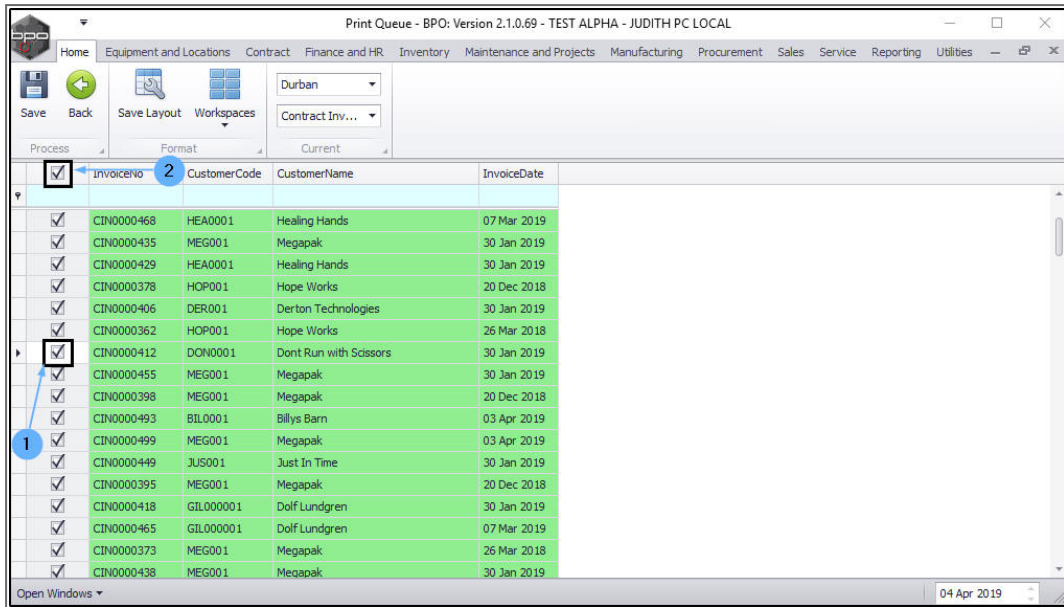 Print Queue - BPO: Version 2.1.0.69 - TEST ALPHA - JUDITH PC LOCAL
BPO
Home Equipment and Locations Contract Finance and HR Inventory Maintenance and Projects Manufacturing Procurement Sales Service Reporting Utilities
Durban
Save Back Save Layout Workspaces Contract Inv...
Process Format Current
InvoiceNo 2 CustomerCode CustomerName InvoiceDate
CIN0000468 HEA0001 Healing Hands 07 Mar 2019
CIN0000435 MEG001 Megapak 30 Jan 2019
CIN0000429 HEA0001 Healing Hands 30 Jan 2019
CIN0000378 HOP001 Hope Works 20 Dec 2018
CIN0000406 DER001 Derton Technologies 30 Jan 2019
CIN0000362 HOP001 Hope Works 26 Mar 2018
CIN0000412 DON0001 Dont Run with Scissors 30 Jan 2019
CIN0000455 MEG001 Megapak 30 Jan 2019
CIN0000398 MEG001 Megapak 20 Dec 2018
CIN0000493 BIL0001 Billys Barn 03 Apr 2019
1 CIN0000499 MEG001 Megapak 03 Apr 2019
CIN0000449 JUS001 Just In Time 30 Jan 2019
CIN0000395 MEG001 Megapak 20 Dec 2018
CIN0000418 GIL000001 Dolf Lundgren 30 Jan 2019
CIN0000465 GIL000001 Dolf Lundgren 07 Mar 2019
CIN0000373 MEG001 Megapak 26 Mar 2018
CIN0000438 MEG001 Megapak 30 Jan 2019
Open Windows 04 Apr 2019